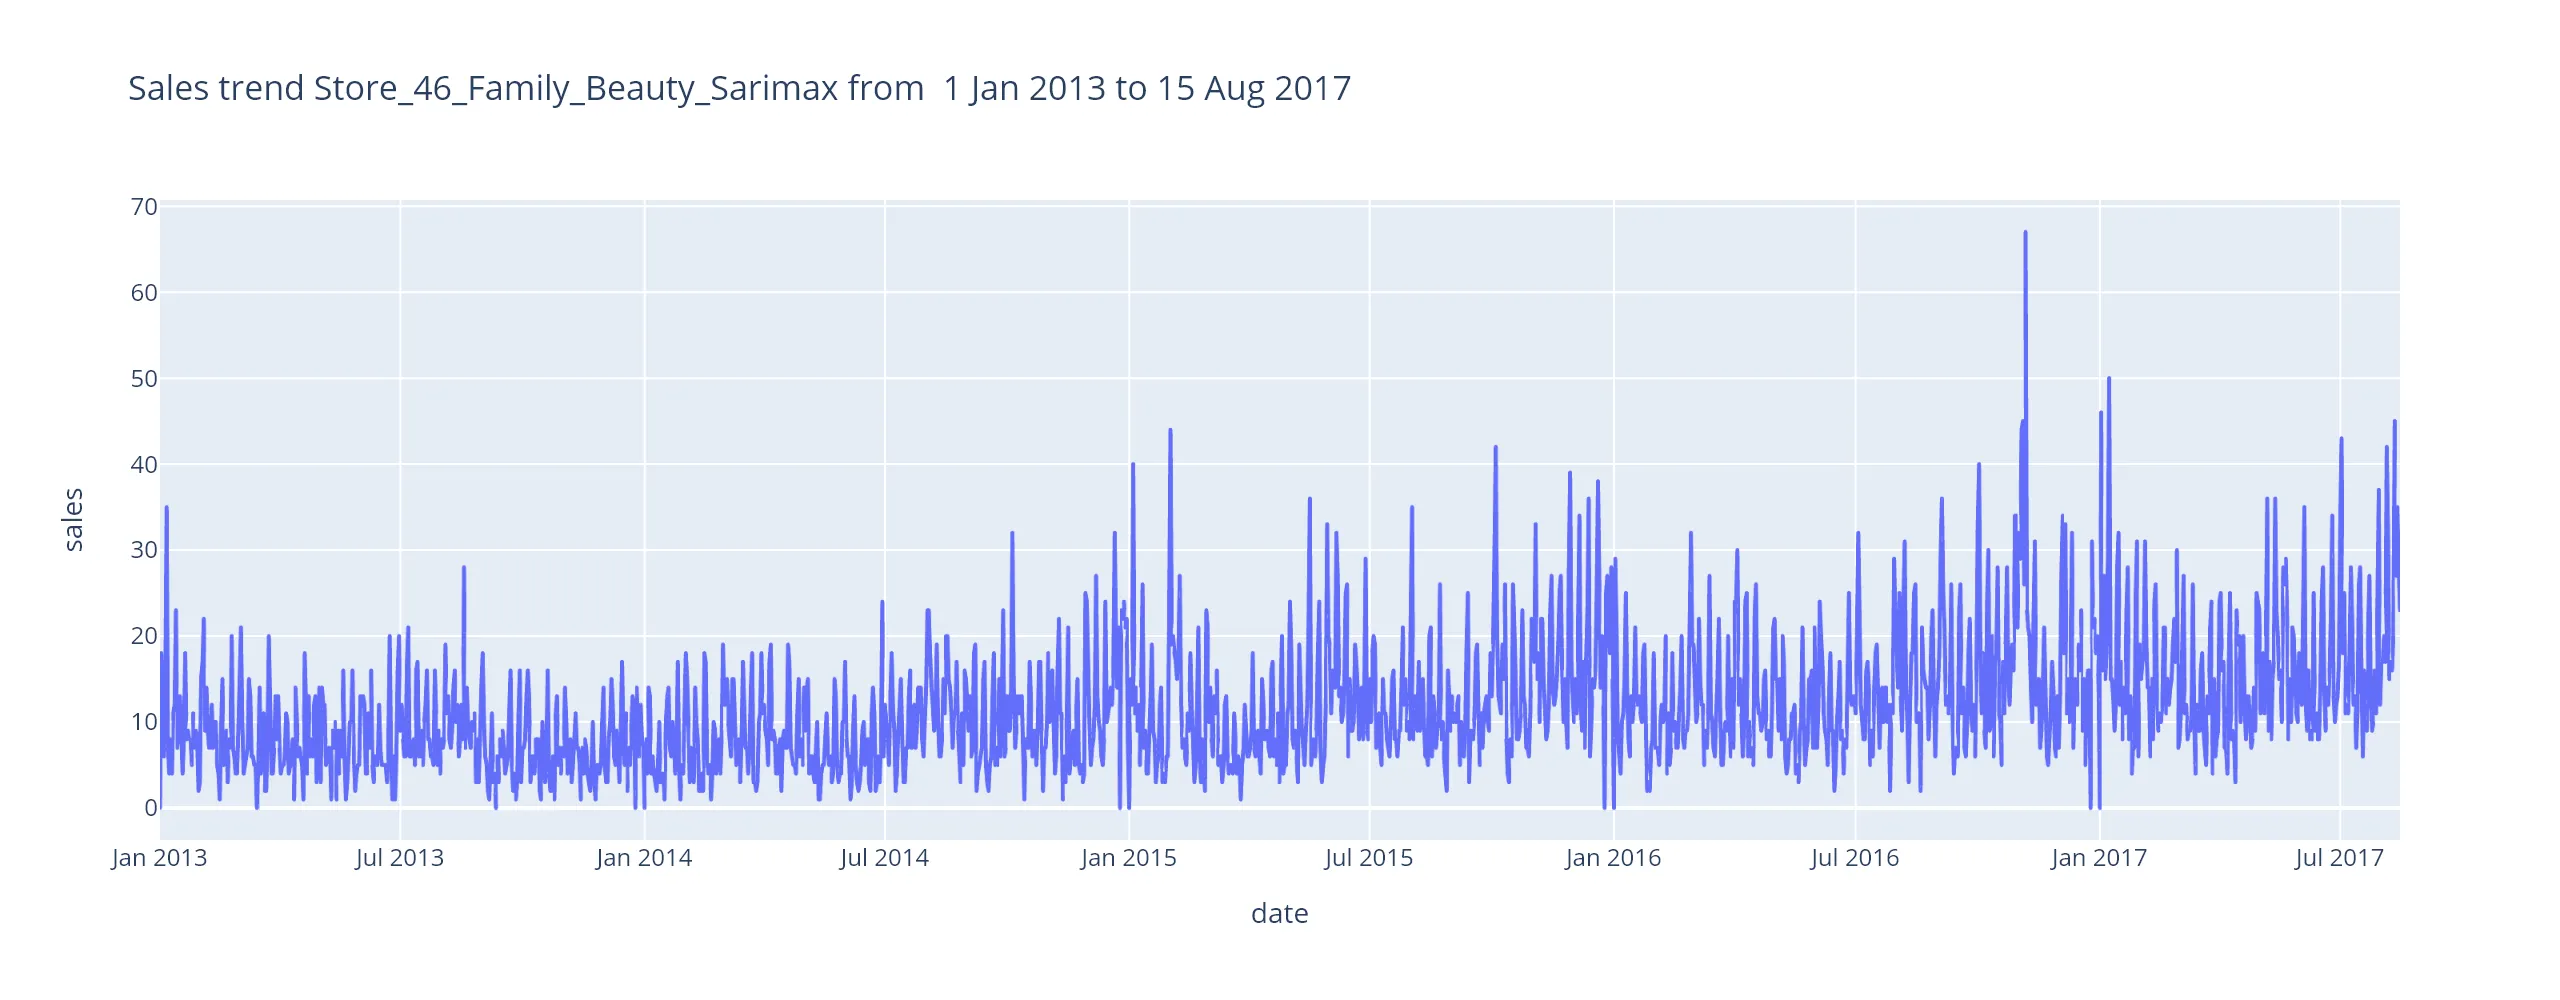 Sales trend Store_46_Family_Beauty_Sarimax from  1 Jan 2013 to 15 Aug 2017
70
60
50
40
30
20
10
0
sales
Jan 2013 Jul 2013 Jan 2014 Jul 2014 Jan 2015 Jul 2015 Jan 2016 Jul 2016 Jan 2017 Jul 2017
date